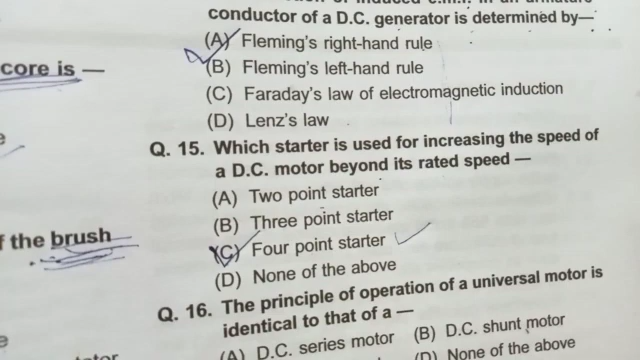 conductor of a D.C. generator is determined by—
(A) Fleming's right-hand rule
(B) Fleming's left-hand rule
(C) Faraday's law of electromagnetic induction
(D) Lenz's law
core is —
Q. 15. Which starter is used for increasing the speed of
a D.C. motor beyond its rated speed —
(A) Two point starter
(B) Three point starter
(C) Four point starter
(D) None of the above
the brush
Q. 16. The principle of operation of a universal motor is
identical to that of a —
(A) D.C. series motor (B) D.C. shunt motor
(D) None of the above